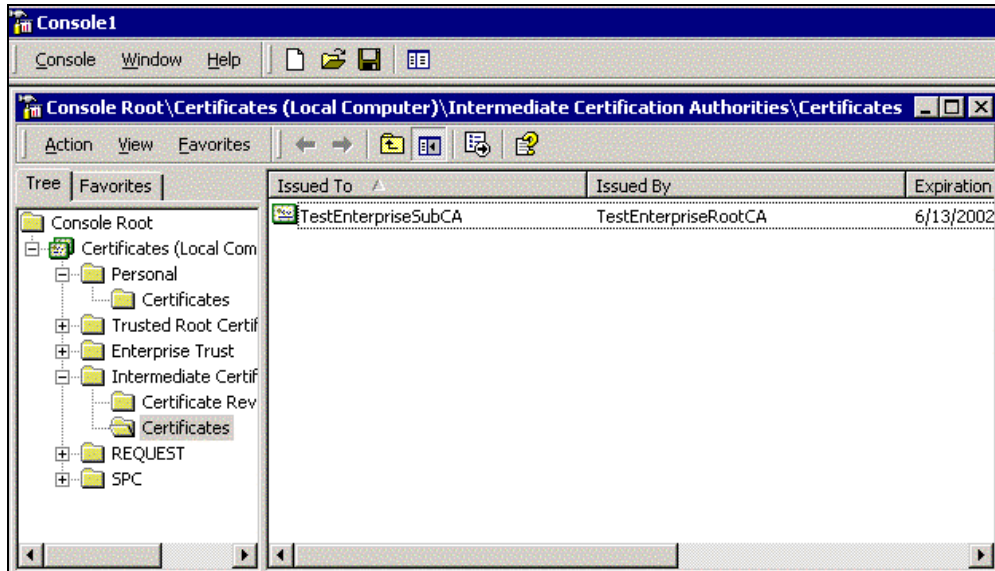 Console1
Console Window Help
Console Root\Certificates (Local Computer)\Intermediate Certification Authorities\Certificates
Action View Favorites
Tree Favorites
Issued To Issued By Expiration
Console Root
TestEnterpriseSubCA TestEnterpriseRootCA 6/13/2002
Certificates (Local Com
Personal
Certificates
Trusted Root Certif
Enterprise Trust
Intermediate Certif
Certificate Rev
Certificates
REQUEST
SPC